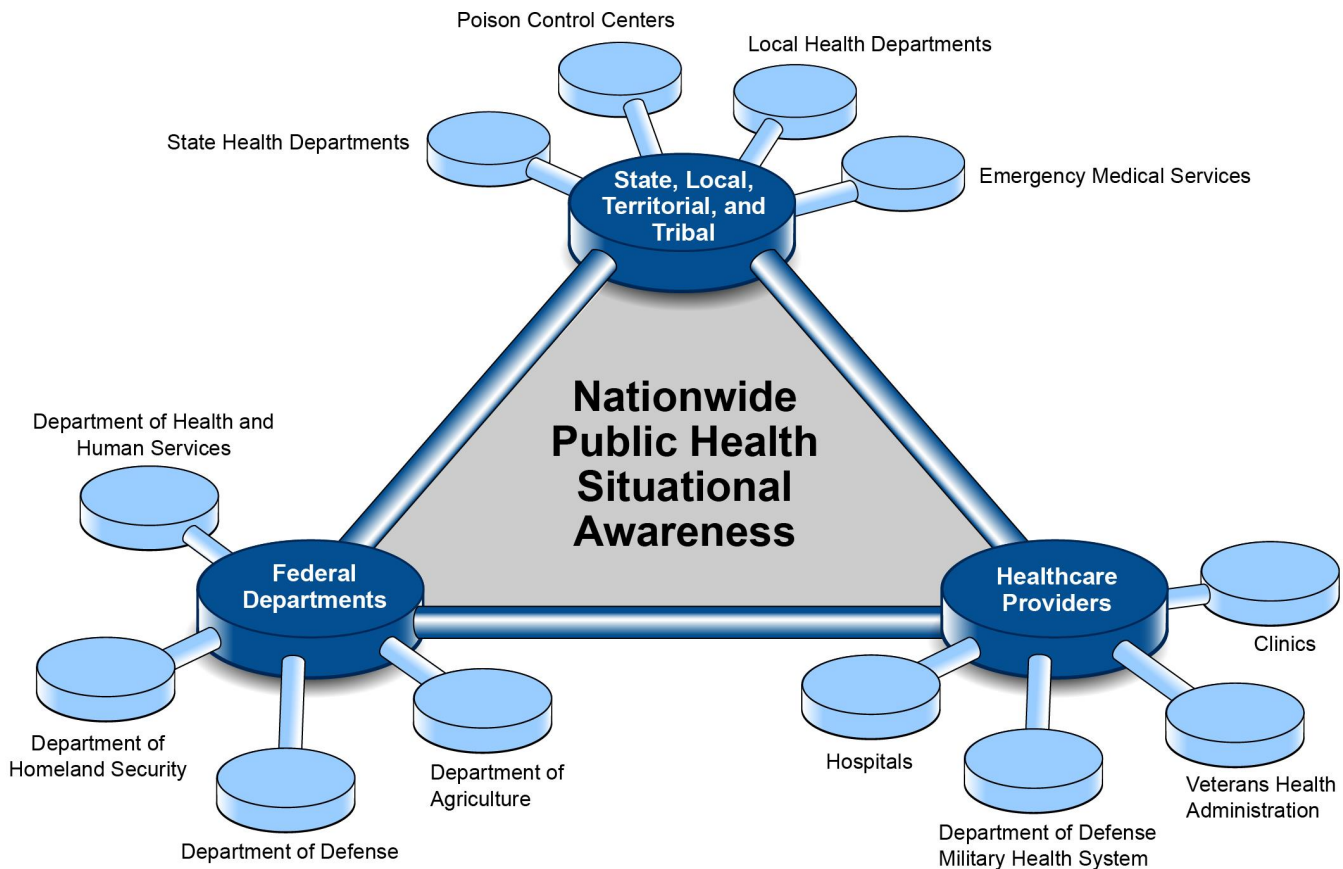 Poison Control Centers
Local Health Departments
State Health Departments
Emergency Medical Services
State, Local,
Territorial, and
Tribal
Nationwide
Public Health
Situational
Awareness
Department of Health and
Human Services
Federal
Departments
Healthcare
Providers
Clinics
Department of
Homeland Security
Department of
Agriculture
Department of Defense
Hospitals
Veterans Health
Administration
Department of Defense
Military Health System